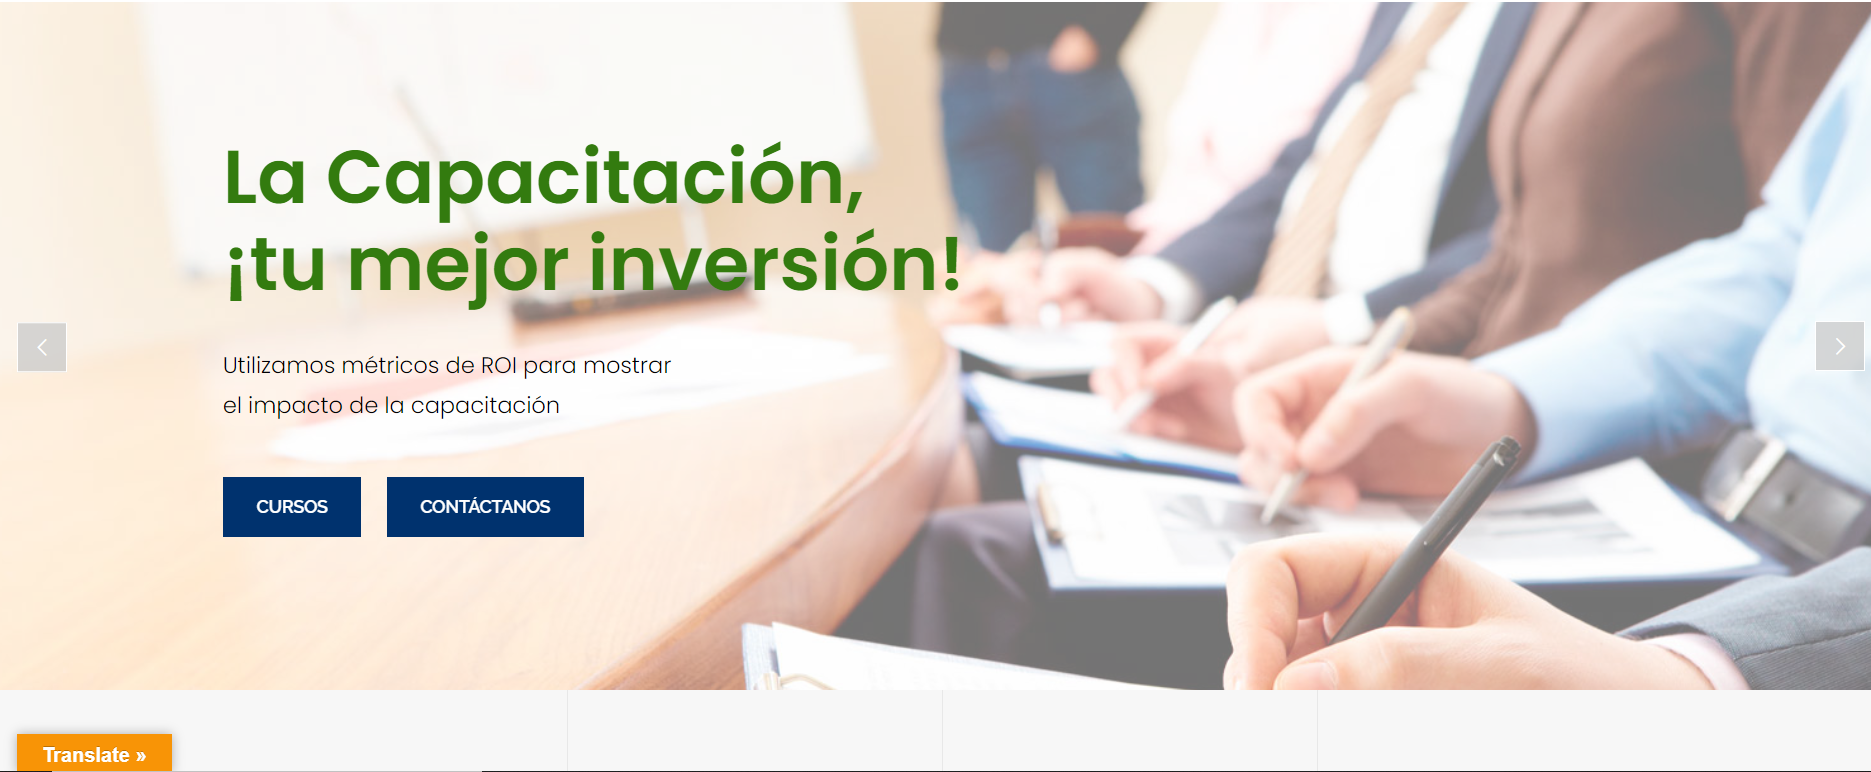 La Capacitación,
¡tu mejor inversión!
Utilizamos métricos de ROI para mostrar
el impacto de la capacitación
CURSOS
CONTÁCTANOS
Translate »